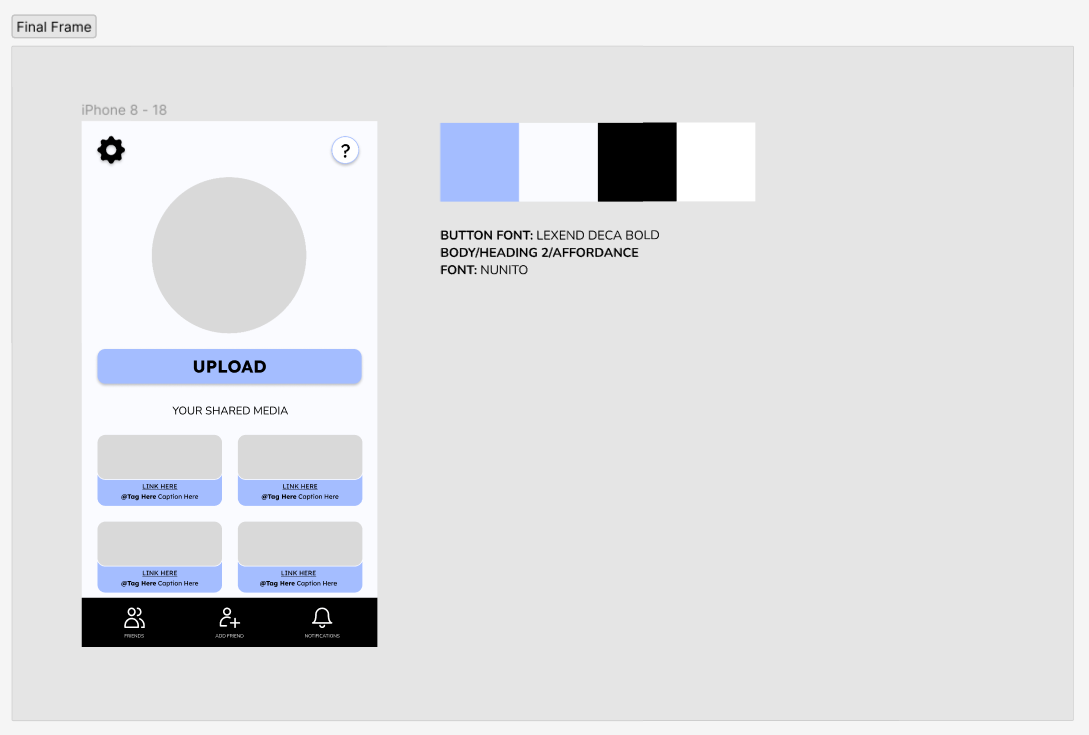 Final Frame
iPhone 8 - 18
?
UPLOAD
YOUR SHARED MEDIA
LINK HERE
@Tag Here Caption Here
LINK HERE
@Tag Here Caption Here
LINK HERE
@Tag Here Caption Here
LINK HERE
@Tag Here Caption Here
FRIENDS
ADD FRIEND
NOTIFICATIONS
BUTTON FONT: LEXEND DECA BOLD
BODY/HEADING 2/AFFORDANCE
FONT: NUNITO